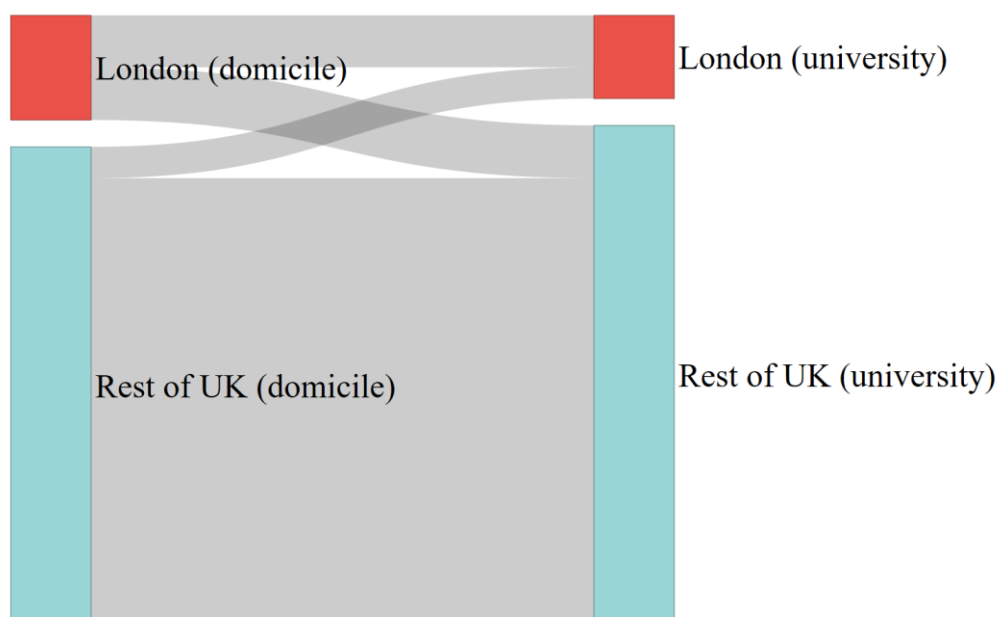 London (domicile)
London (university)
Rest of UK (domicile)
Rest of UK (university)